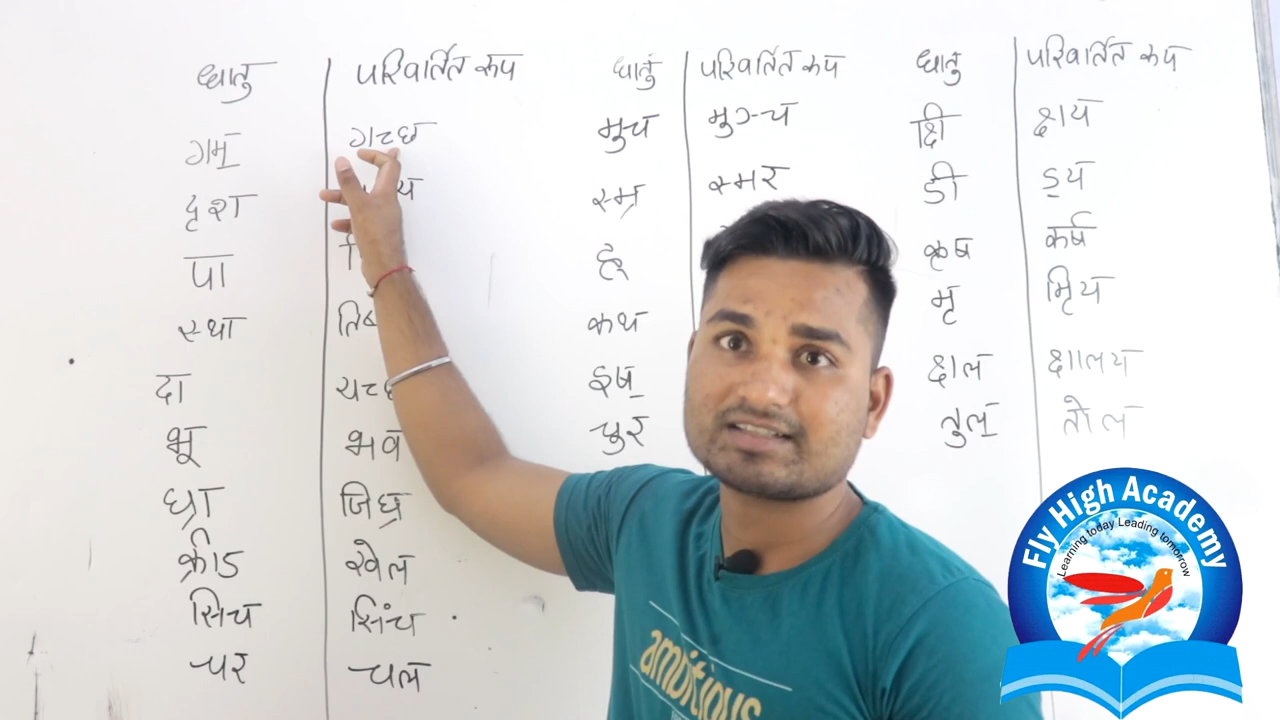 धातु परिवर्तित रूप धातु परिवर्तित रूप धातु परिवर्तित रूप
गम् गच्छ मुच मुञ्च क्षि क्षय
दृश य स्मृ स्मर डी डय
पा हृ कृष कर्ष
स्था कथ मृ म्रिय
दा यच्छ इष् क्षाल क्षालय
भू भव चुर तुल् तोल
घ्रा जिघ्र
क्रीड खेल
सिच सिंच
चर चल
ambitious
Fly High Academy
Learning today Leading tomorrow